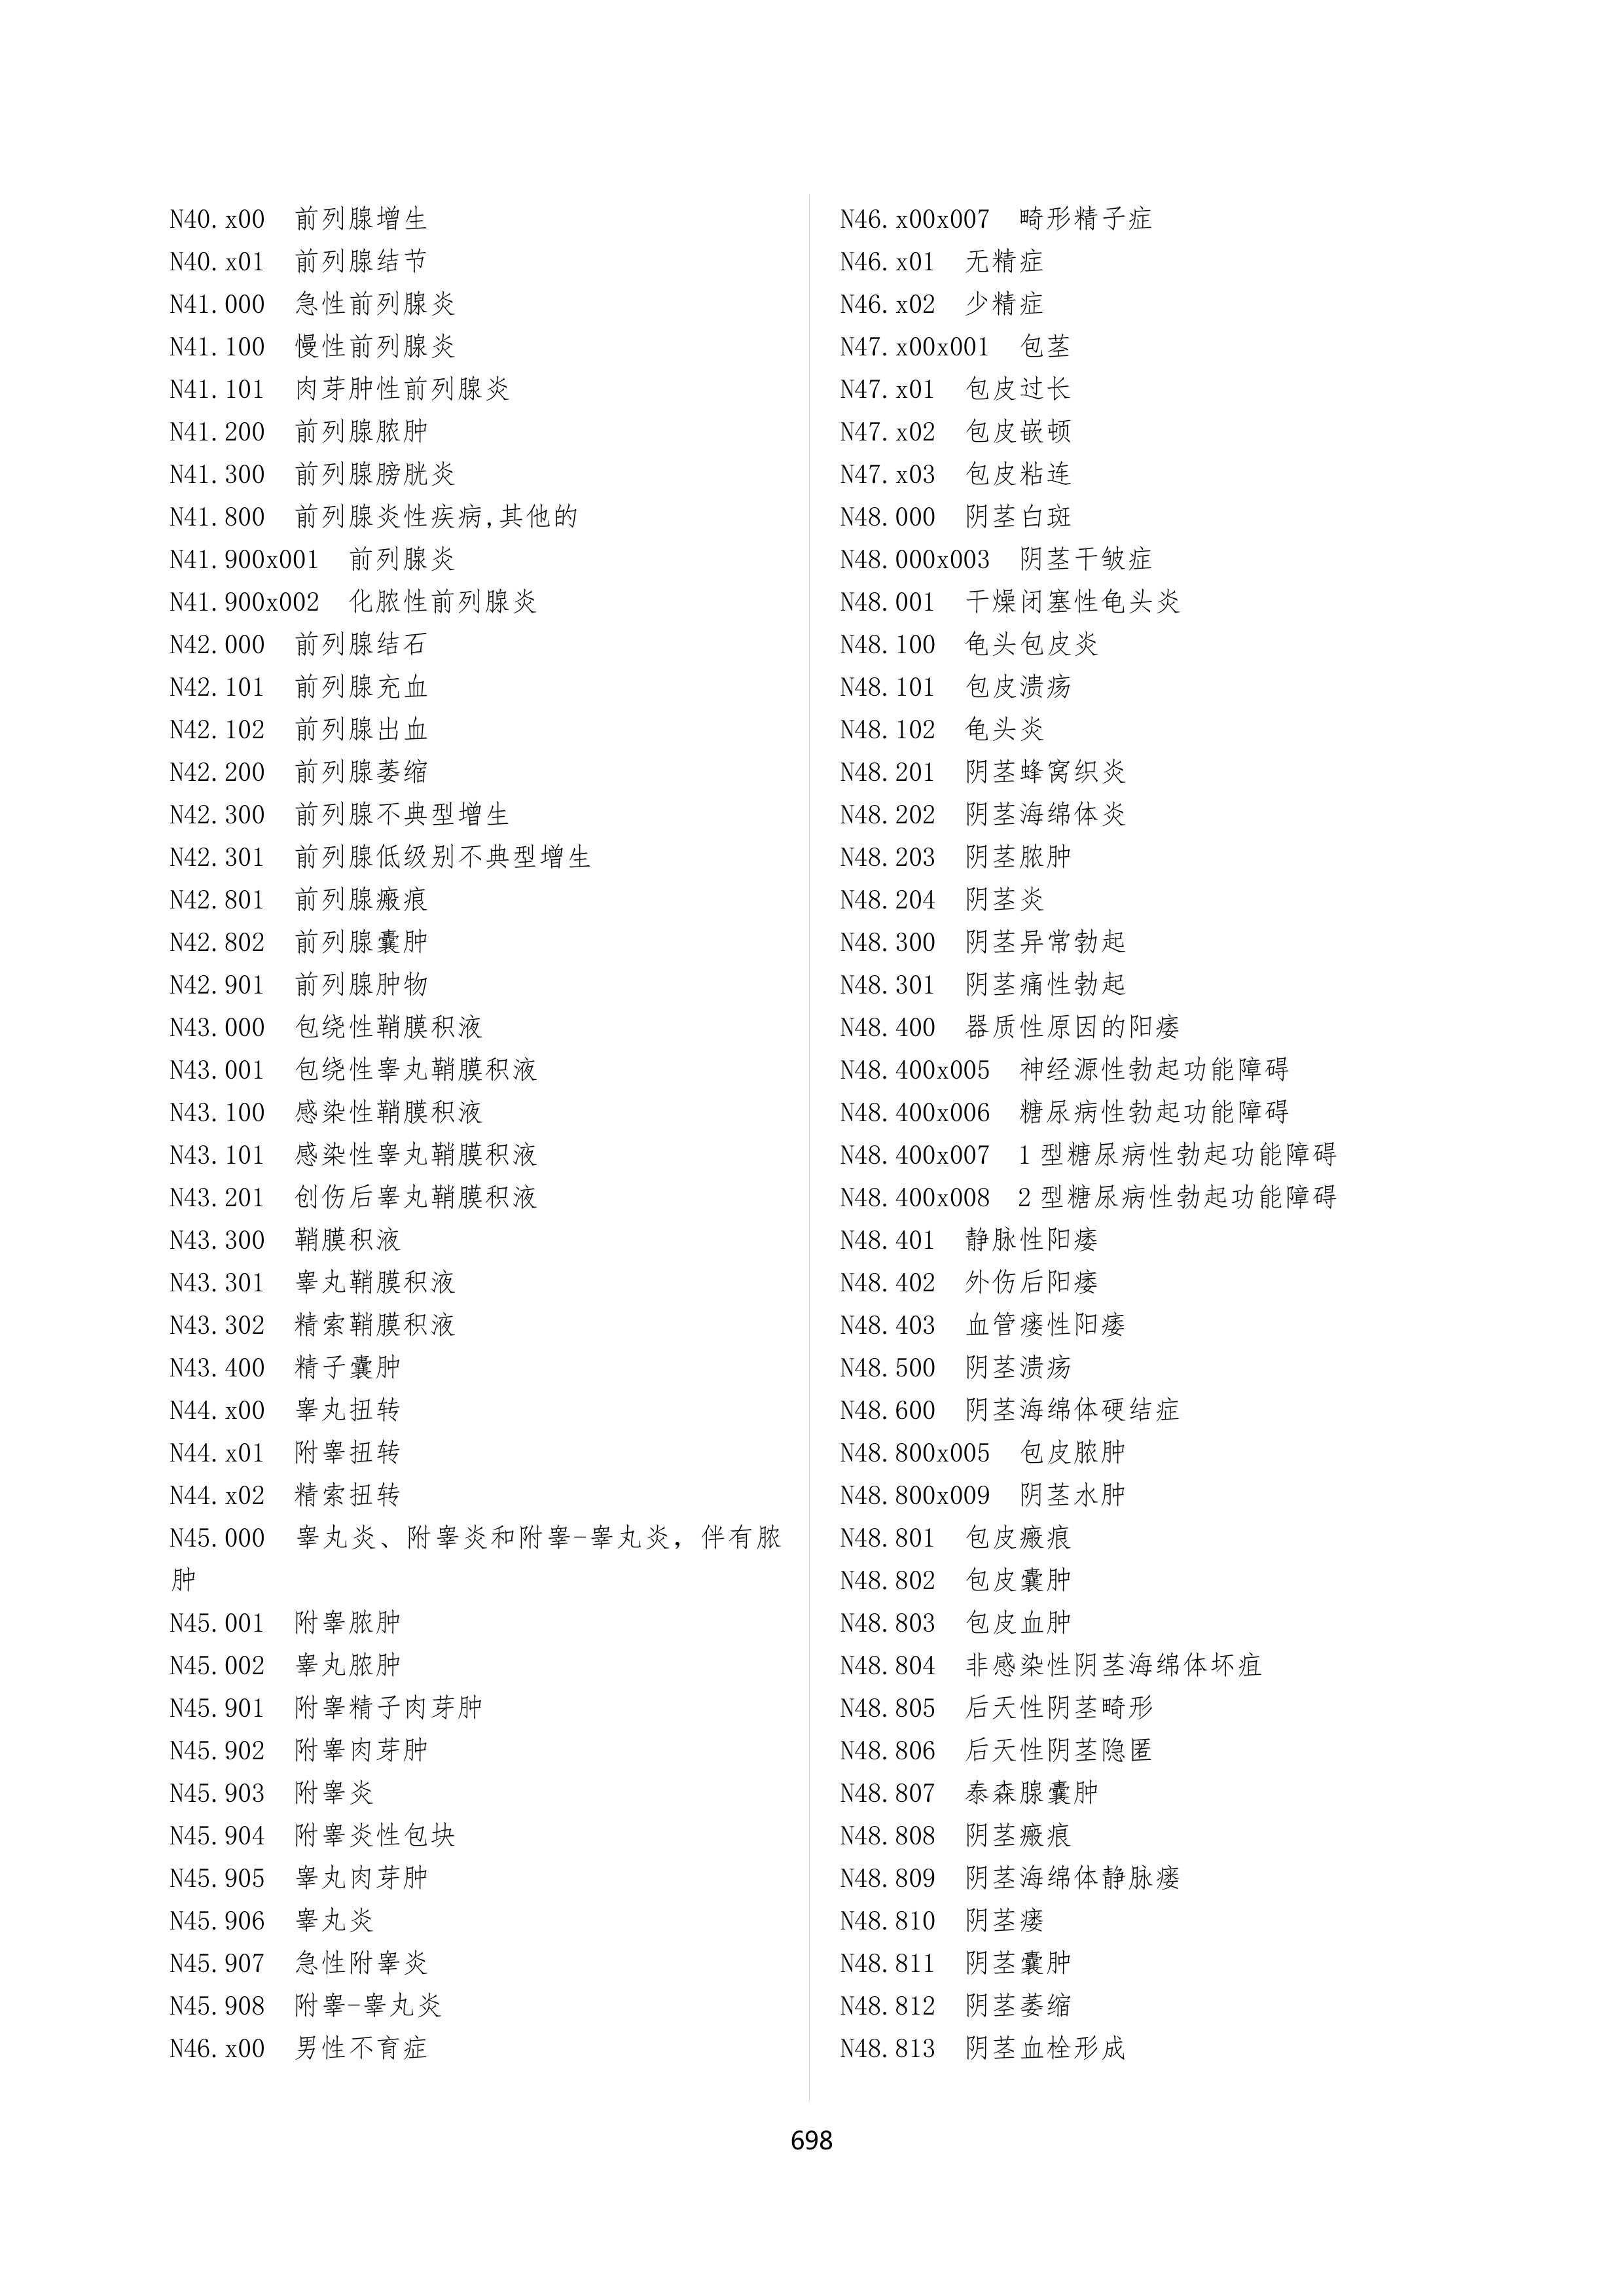 N40.x00 前列腺增生
N40.x01 前列腺结节
N41.000 急性前列腺炎
N41.100 慢性前列腺炎
N41.101 肉芽肿性前列腺炎
N41.200 前列腺脓肿
N41.300 前列腺膀胱炎
N41.800 前列腺炎性疾病,其他的
N41.900x001 前列腺炎
N41.900x002 化脓性前列腺炎
N42.000 前列腺结石
N42.101 前列腺充血
N42.102 前列腺出血
N42.200 前列腺萎缩
N42.300 前列腺不典型增生
N42.301 前列腺低级别不典型增生
N42.801 前列腺瘢痕
N42.802 前列腺囊肿
N42.901 前列腺肿物
N43.000 包绕性鞘膜积液
N43.001 包绕性睾丸鞘膜积液
N43.100 感染性鞘膜积液
N43.101 感染性睾丸鞘膜积液
N43.201 创伤后睾丸鞘膜积液
N43.300 鞘膜积液
N43.301 睾丸鞘膜积液
N43.302 精索鞘膜积液
N43.400 精子囊肿
N44.x00 睾丸扭转
N44.x01 附睾扭转
N44.x02 精索扭转
N45.000 睾丸炎、附睾炎和附睾-睾丸炎，伴有脓
肿
N45.001 附睾脓肿
N45.002 睾丸脓肿
N45.901 附睾精子肉芽肿
N45.902 附睾肉芽肿
N45.903 附睾炎
N45.904 附睾炎性包块
N45.905 睾丸肉芽肿
N45.906 睾丸炎
N45.907 急性附睾炎
N45.908 附睾-睾丸炎
N46.x00 男性不育症
N46.x00x007 畸形精子症
N46.x01 无精症
N46.x02 少精症
N47.x00x001 包茎
N47.x01 包皮过长
N47.x02 包皮嵌顿
N47.x03 包皮粘连
N48.000 阴茎白斑
N48.000x003 阴茎干皱症
N48.001 干燥闭塞性龟头炎
N48.100 龟头包皮炎
N48.101 包皮溃疡
N48.102 龟头炎
N48.201 阴茎蜂窝织炎
N48.202 阴茎海绵体炎
N48.203 阴茎脓肿
N48.204 阴茎炎
N48.300 阴茎异常勃起
N48.301 阴茎痛性勃起
N48.400 器质性原因的阳痿
N48.400x005 神经源性勃起功能障碍
N48.400x006 糖尿病性勃起功能障碍
N48.400x007 1型糖尿病性勃起功能障碍
N48.400x008 2型糖尿病性勃起功能障碍
N48.401 静脉性阳痿
N48.402 外伤后阳痿
N48.403 血管瘘性阳痿
N48.500 阴茎溃疡
N48.600 阴茎海绵体硬结症
N48.800x005 包皮脓肿
N48.800x009 阴茎水肿
N48.801 包皮瘢痕
N48.802 包皮囊肿
N48.803 包皮血肿
N48.804 非感染性阴茎海绵体坏疽
N48.805 后天性阴茎畸形
N48.806 后天性阴茎隐匿
N48.807 泰森腺囊肿
N48.808 阴茎瘢痕
N48.809 阴茎海绵体静脉瘘
N48.810 阴茎瘘
N48.811 阴茎囊肿
N48.812 阴茎萎缩
N48.813 阴茎血栓形成
698